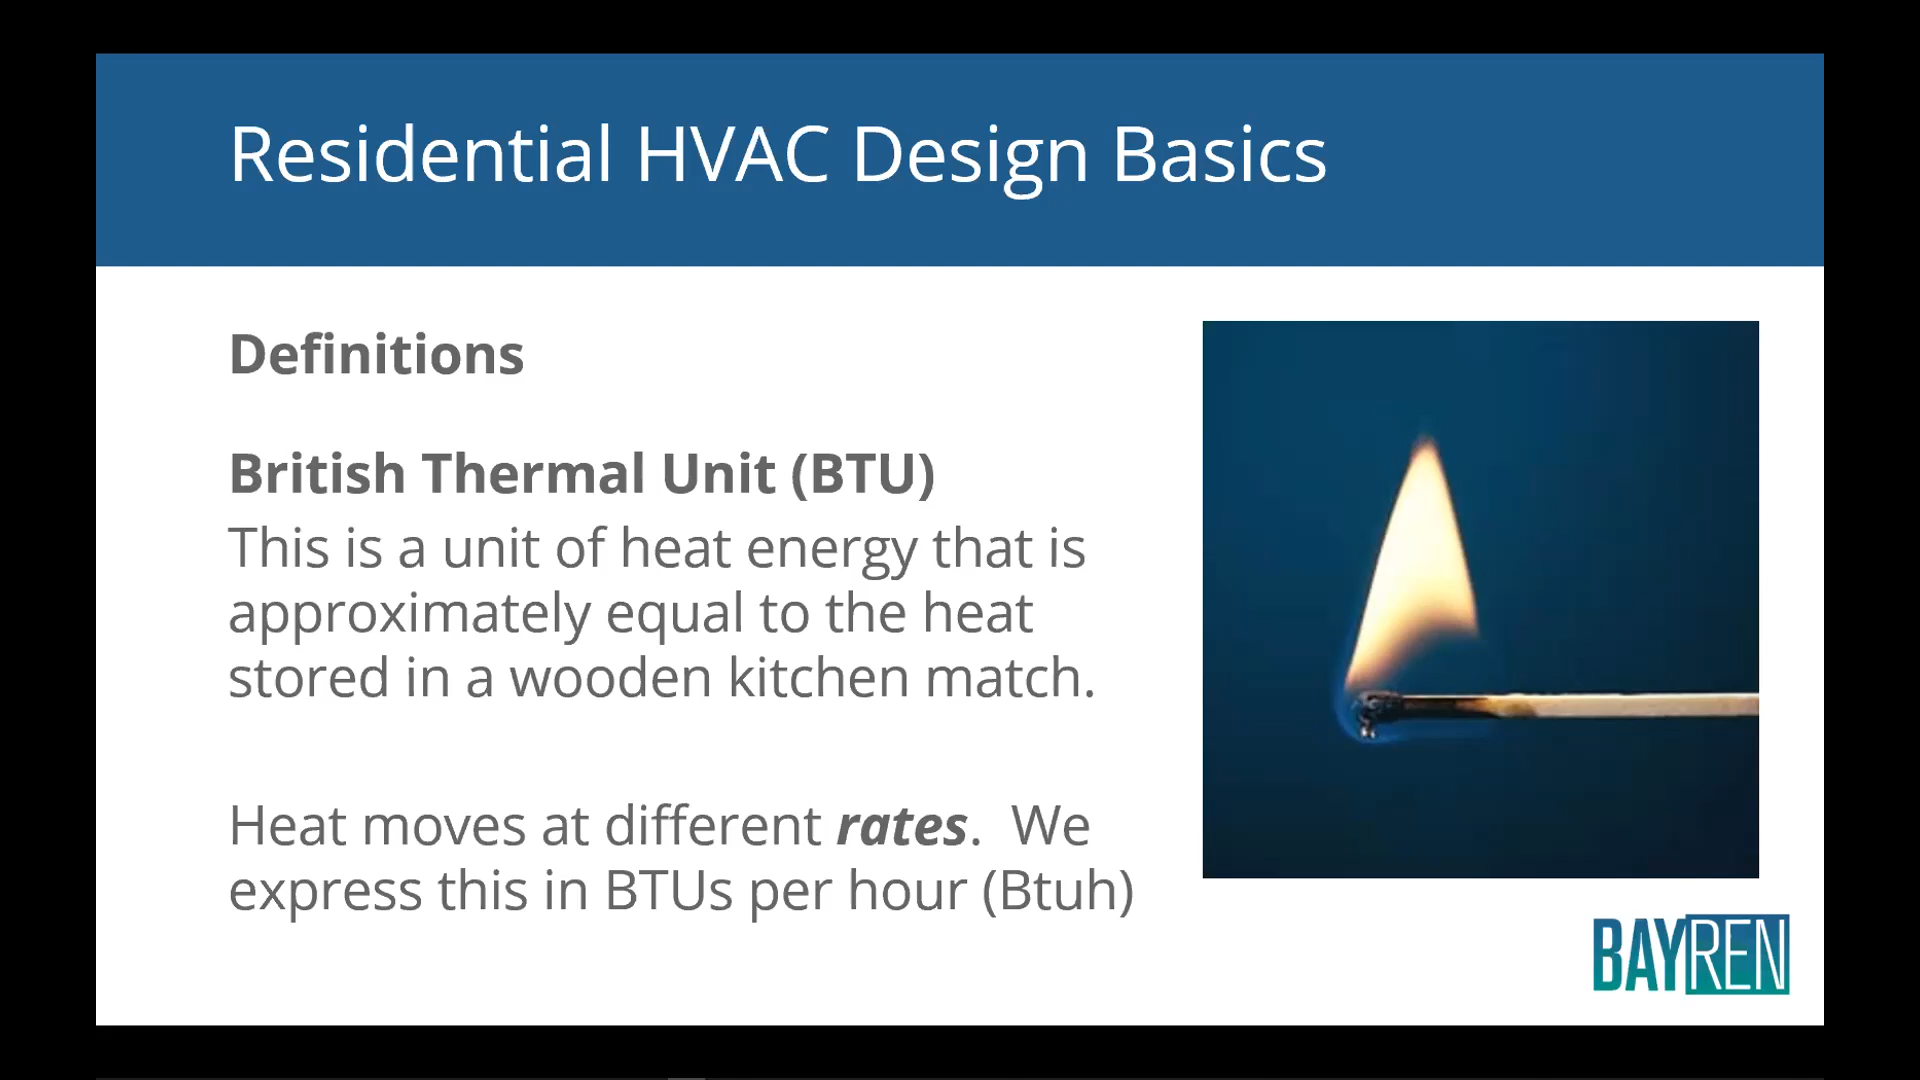 Residential HVAC Design Basics
Definitions
British Thermal Unit (BTU)
This is a unit of heat energy that is
approximately equal to the heat
stored in a wooden kitchen match.
Heat moves at different rates.  We
express this in BTUs per hour (Btuh)
BAYREN